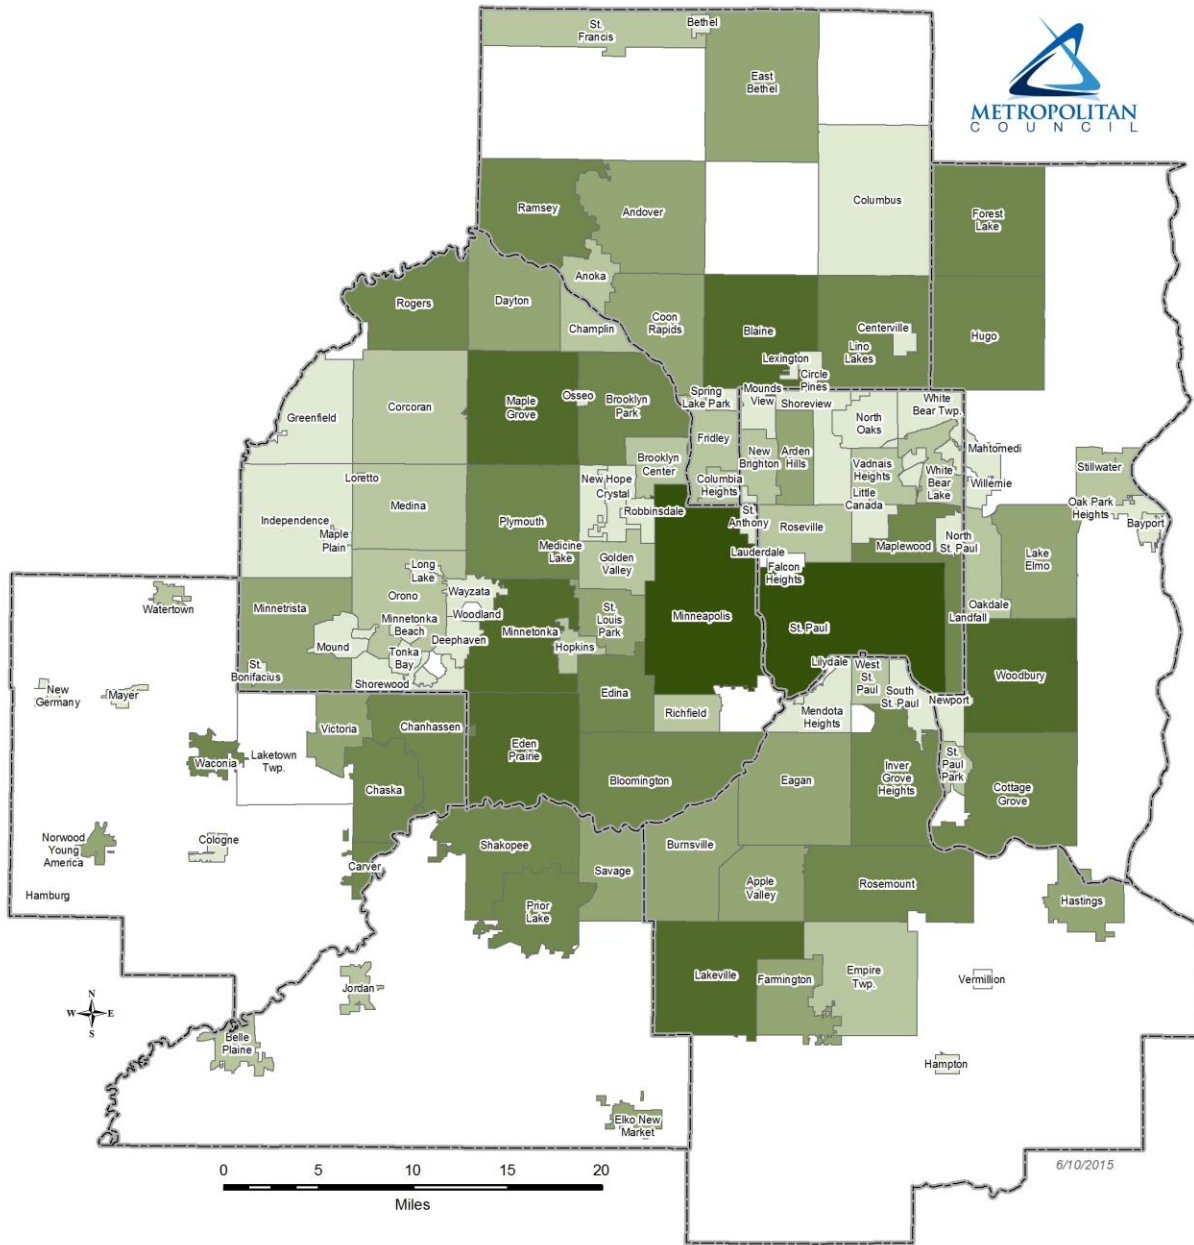 St.
Francis
Bethel
East
Bethel
METROPOLITAN
COUNCIL
Ramsey
Andover
Columbus
Forest
Lake
Anoka
Rogers
Dayton
Champlin
Coon
Rapids
Blaine
Centerville
Lino
Lakes
Hugo
Lexington
Circle
Pines
Greenfield
Corcoran
Maple
Grove
Osseo
Brooklyn
Park
Spring
Lake Park
Mounds
View
Shoreview
White
Bear Twp.
North
Oaks
Fridley
Mahtomedi
Brooklyn
Center
New
Brighton
Arden
Hills
Vadnais
Heights
White
Bear
Lake
Willernie
Stillwater
Loretto
Medina
New Hope
Crystal
Columbia
Heights
Little
Canada
Oak Park
Heights
Bayport
Independence
Maple
Plain
Plymouth
Robbinsdale
St.
Anthony
Roseville
Medicine
Lake
Golden
Valley
Lauderdale
Falcon
Heights
Maplewood
North
St. Paul
Lake
Elmo
Long
Lake
Wayzata
Woodland
Orono
Minnetonka
Beach
Deephaven
Watertown
Minnetrista
Mound
Tonka
Bay
Shorewood
St.
Bonifacius
Minnetonka
Hopkins
St.
Louis
Park
Minneapolis
St. Paul
Oakdale
Landfall
Lilydale
West
St.
Paul
South
St. Paul
Newport
Woodbury
New
Germany
Mayer
Edina
Richfield
Mendota
Heights
Victoria
Chanhassen
Waconia
Laketown
Twp.
Eden
Prairie
Bloomington
Eagan
Inver
Grove
Heights
St.
Paul
Park
Cottage
Grove
Chaska
Norwood
Young
America
Cologne
Carver
Shakopee
Savage
Burnsville
Hamburg
Prior
Lake
Apple
Valley
Rosemount
Hastings
Lakeville
Farmington
Empire
Twp.
Vermillion
Jordan
N
W E
S
Belle
Plaine
Hampton
Elko New
Market
0 5 10 15 20
Miles
6/10/2015